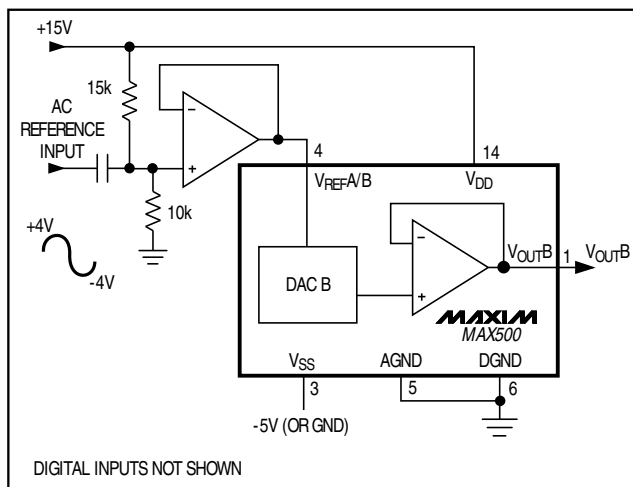 +15V
15k
AC
REFERENCE
INPUT
10k
+4V
-4V
4
14
VREFA/B
VDD
DAC B
VOUTB
1
VOUTB
MAXIM
MAX500
VSS
AGND
DGND
3
5
6
-5V (OR GND)
DIGITAL INPUTS NOT SHOWN